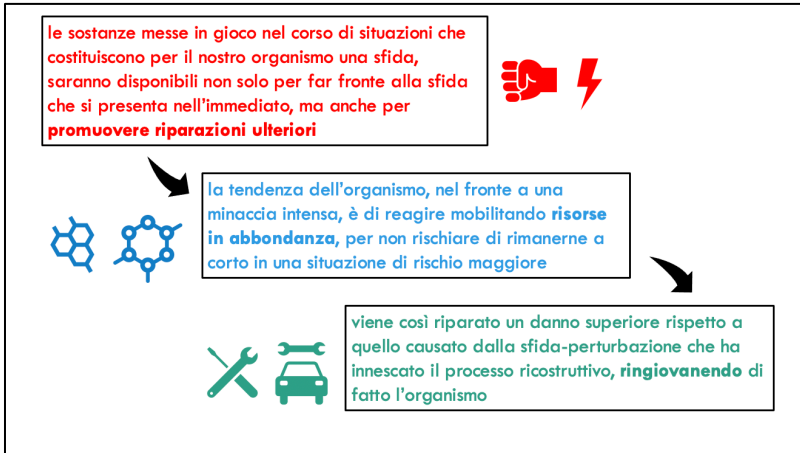 le sostanze messe in gioco nel corso di situazioni che
costituiscono per il nostro organismo una sfida,
saranno disponibili non solo per far fronte alla sfida
che si presenta nell'immediato, ma anche per
promuovere riparazioni ulteriori
la tendenza dell'organismo, nel fronte a una
minaccia intensa, è di reagire mobilitando risorse
in abbondanza, per non rischiare di rimanerne a
corto in una situazione di rischio maggiore
viene così riparato un danno superiore rispetto a
quello causato dalla sfida-perturbazione che ha
innescato il processo ricostruttivo, ringiovanendo di
fatto l'organismo